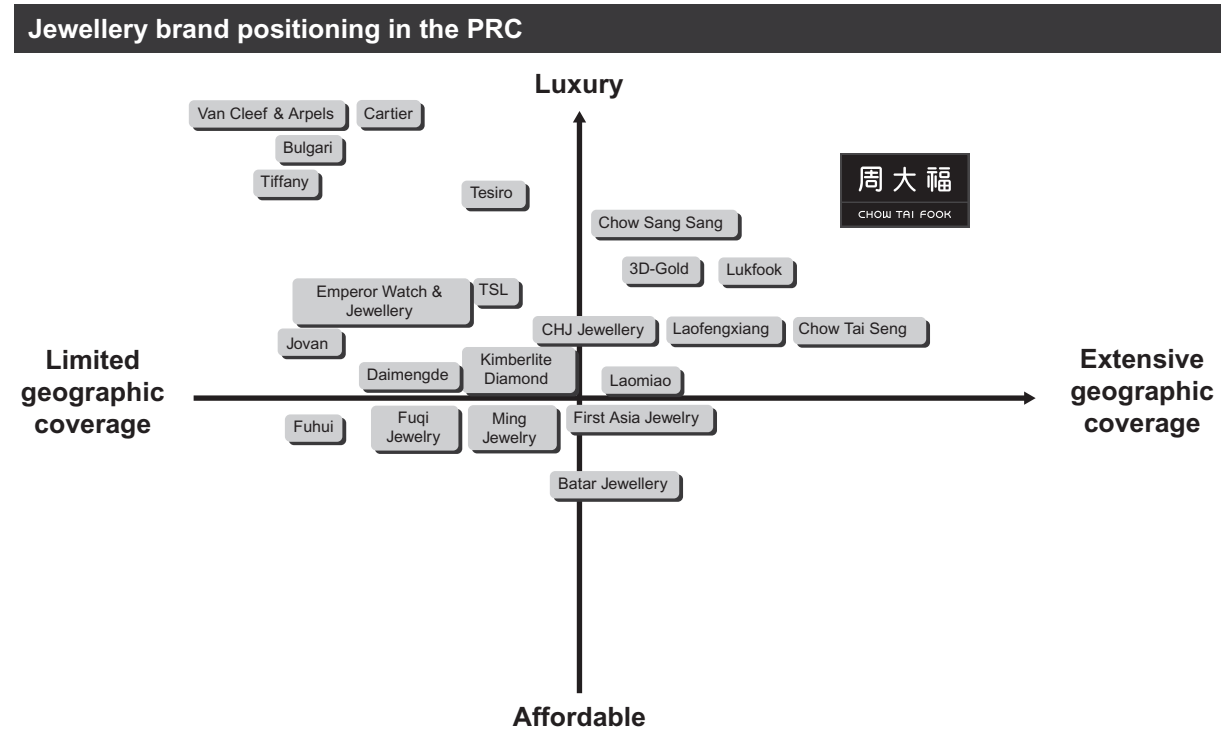 Jewellery brand positioning in the PRC
Luxury
Van Cleef & Arpels
Cartier
Bulgari
Tiffany
Tesiro
周大福
CHOW TAI FOOK
Chow Sang Sang
3D-Gold
Lukfook
Emperor Watch &
Jewellery
TSL
CHJ Jewellery
Laofengxiang
Chow Tai Seng
Jovan
Kimberlite
Diamond
Daimengde
Laomiao
Limited
geographic
coverage
Extensive
geographic
coverage
Fuhui
Fuqi
Jewelry
Ming
Jewelry
First Asia Jewelry
Batar Jewellery
Affordable